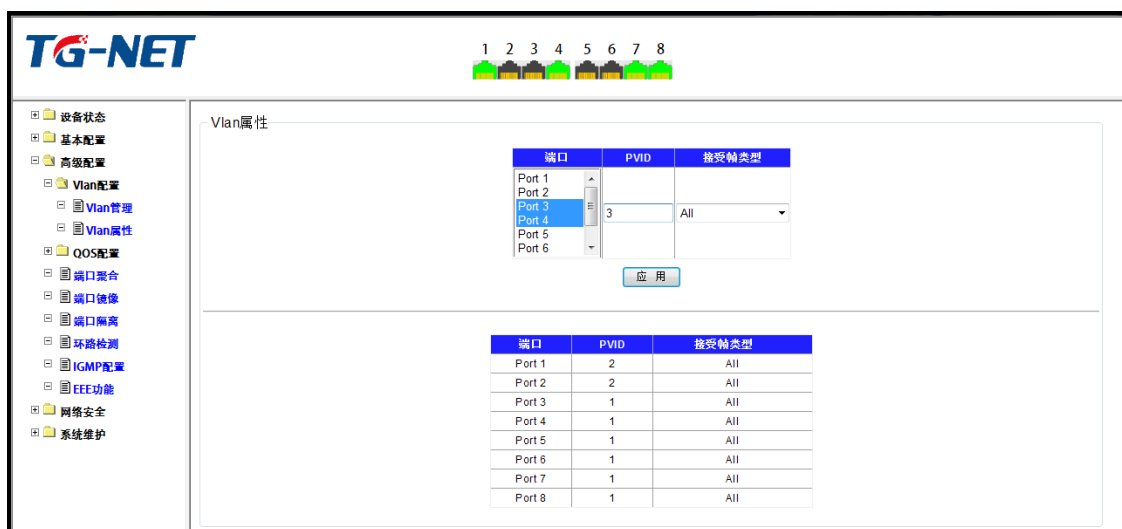 TG-NET
1 2 3 4 5 6 7 8
设备状态
基本配置
高级配置
Vlan配置
Vlan管理
Vlan属性
QOS配置
端口聚合
端口镜像
端口隔离
环路检测
IGMP配置
EEE功能
网络安全
系统维护
Vlan属性
端口 PVID 接受帧类型
Port 1
Port 2
Port 3
Port 4
Port 5
Port 6
3 All
应 用
端口 PVID 接受帧类型
Port 1 2 All
Port 2 2 All
Port 3 1 All
Port 4 1 All
Port 5 1 All
Port 6 1 All
Port 7 1 All
Port 8 1 All